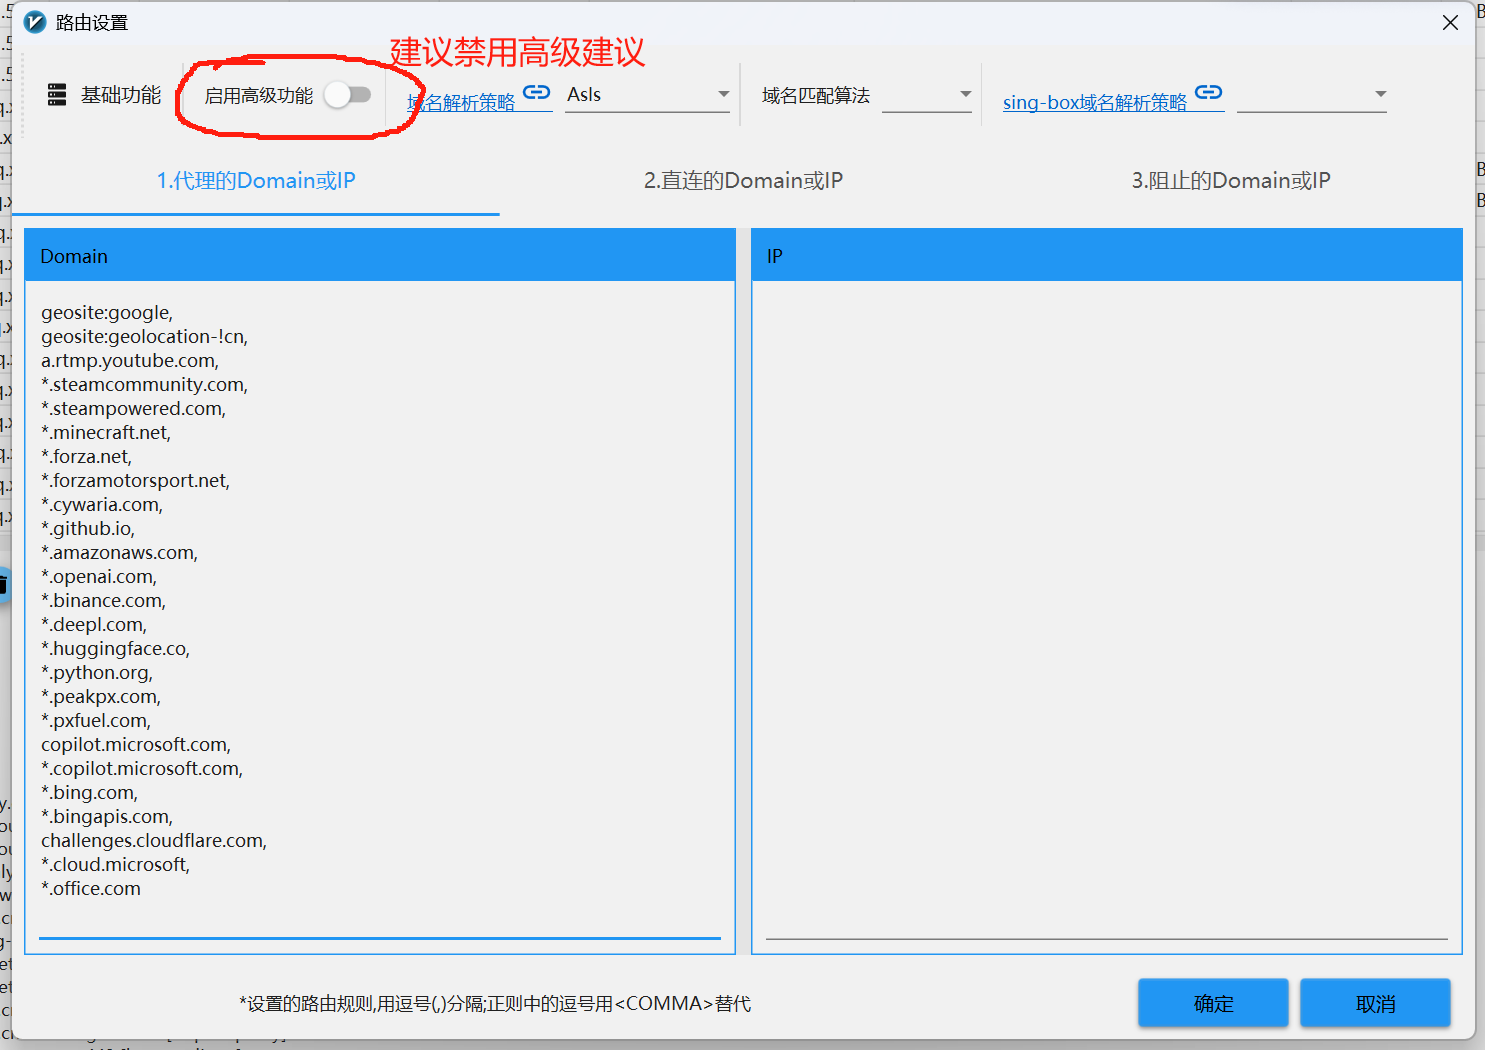 路由设置
建议禁用高级建议
基础功能
启用高级功能
域名解析策略
AsIs
域名匹配算法
sing-box域名解析策略
1.代理的Domain或IP
2.直连的Domain或IP
3.阻止的Domain或IP
Domain
IP
geosite:google,
geosite:geolocation-!cn,
a.rtmp.youtube.com,
*.steamcommunity.com,
*.steampowered.com,
*.minecraft.net,
*.forza.net,
*.forzamotorsport.net,
*.cywaria.com,
*.github.io,
*.amazonaws.com,
*.openai.com,
*.binance.com,
*.deepl.com,
*.huggingface.co,
*.python.org,
*.peakpx.com,
*.pxfuel.com,
copilot.microsoft.com,
*.copilot.microsoft.com,
*.bing.com,
*.bingapis.com,
challenges.cloudflare.com,
*.cloud.microsoft,
*.office.com
*设置的路由规则,用逗号(,)分隔;正则中的逗号用<COMMA>替代
确定
取消